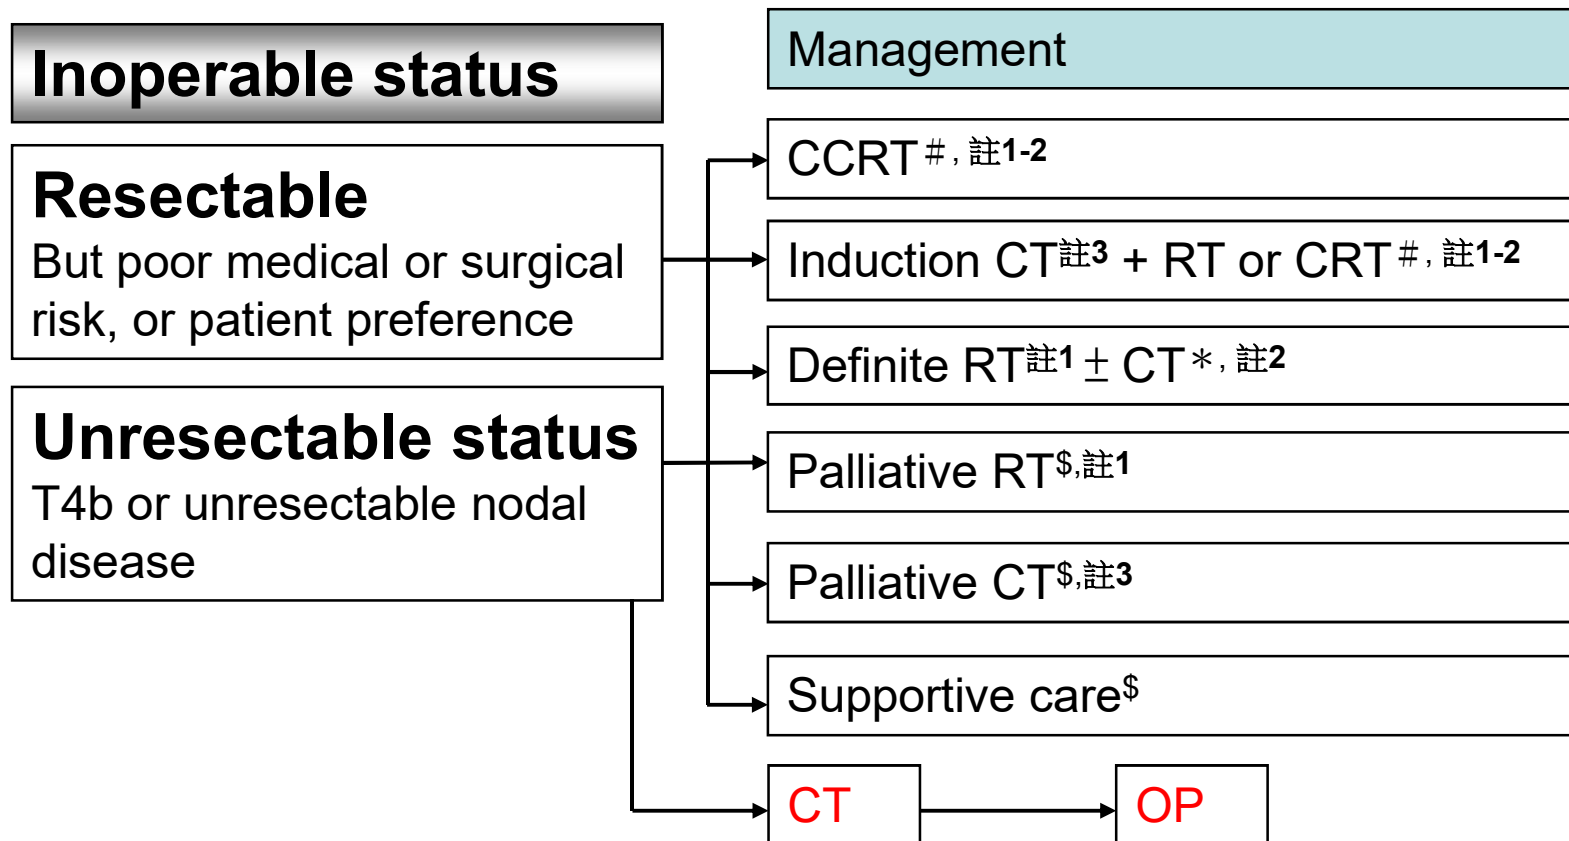 Inoperable status
Resectable
But poor medical or surgical
risk, or patient preference
Unresectable status
T4b or unresectable nodal
disease
Management
CCRT#, 註1-2
Induction CT註3 + RT or CRT#, 註1-2
Definite RT註1 ± CT*, 註2
Palliative RT$,註1
Palliative CT$,註3
Supportive care$
CT
OP